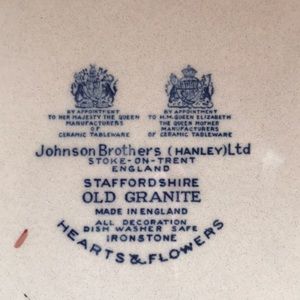 BY APPOINTMENT
TO HER MAJESTY THE QUEEN
MANUFACTURERS
OF
CERAMIC TABLEWARE
BY APPOINTMENT
TO H.M. QUEEN ELIZABETH
THE QUEEN MOTHER
MANUFACTURERS
OF CERAMIC TABLEWARE
Johnson Brothers (HANLEY) Ltd
STOKE-ON-TRENT
ENGLAND
STAFFORDSHIRE
OLD GRANITE
MADE IN ENGLAND
ALL DECORATION
DISH WASHER SAFE
IRONSTONE
HEARTS & FLOWERS